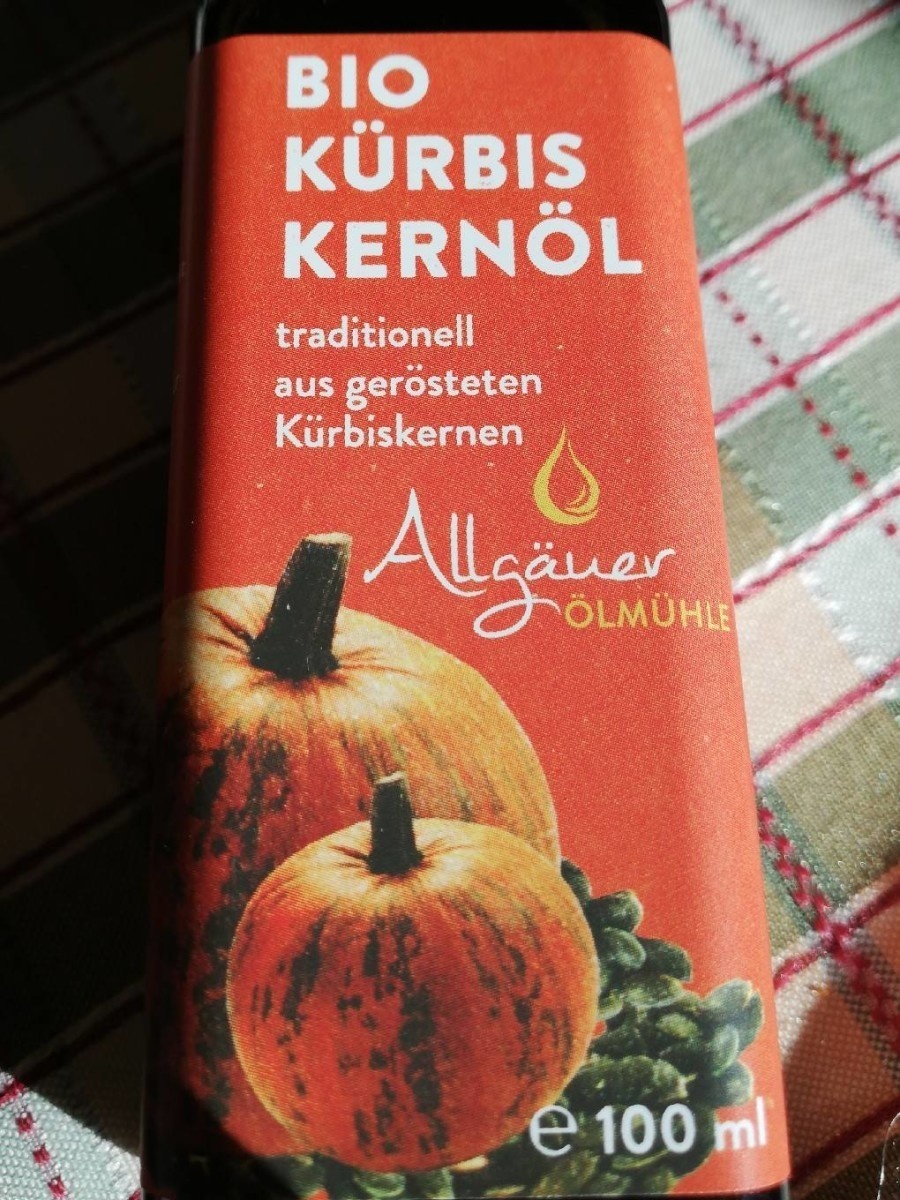 BIO
KÜRBIS
KERNÖL
traditionell
aus gerösteten
Kürbiskernen
Allgäuer
ÖLMÜHLE
℮ 100 ml